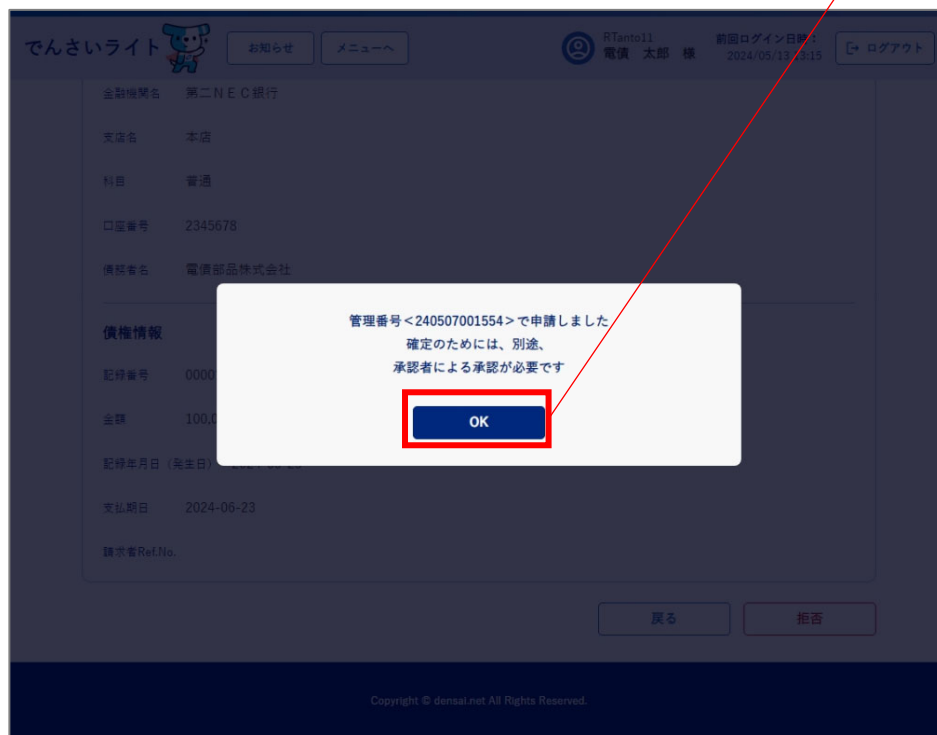 でんさいライト
お知らせ
メニューへ
RTanto11
電債 太郎 様
前回ログイン日時:
2024/05/13 13:15
ログアウト
金融機関名 第二NEC銀行
支店名 本店
科目 普通
口座番号 2345678
債務者名 電債部品株式会社
債権情報
管理番号<240507001554>で申請しました
確定のためには、別途、
承認者による承認が必要です
OK
記録番号 0000
金額 100,0
記録年月日(発生日)
支払期日 2024-06-23
請求者Ref.No.
戻る
拒否
Copyright © densai.net All Rights Reserved.